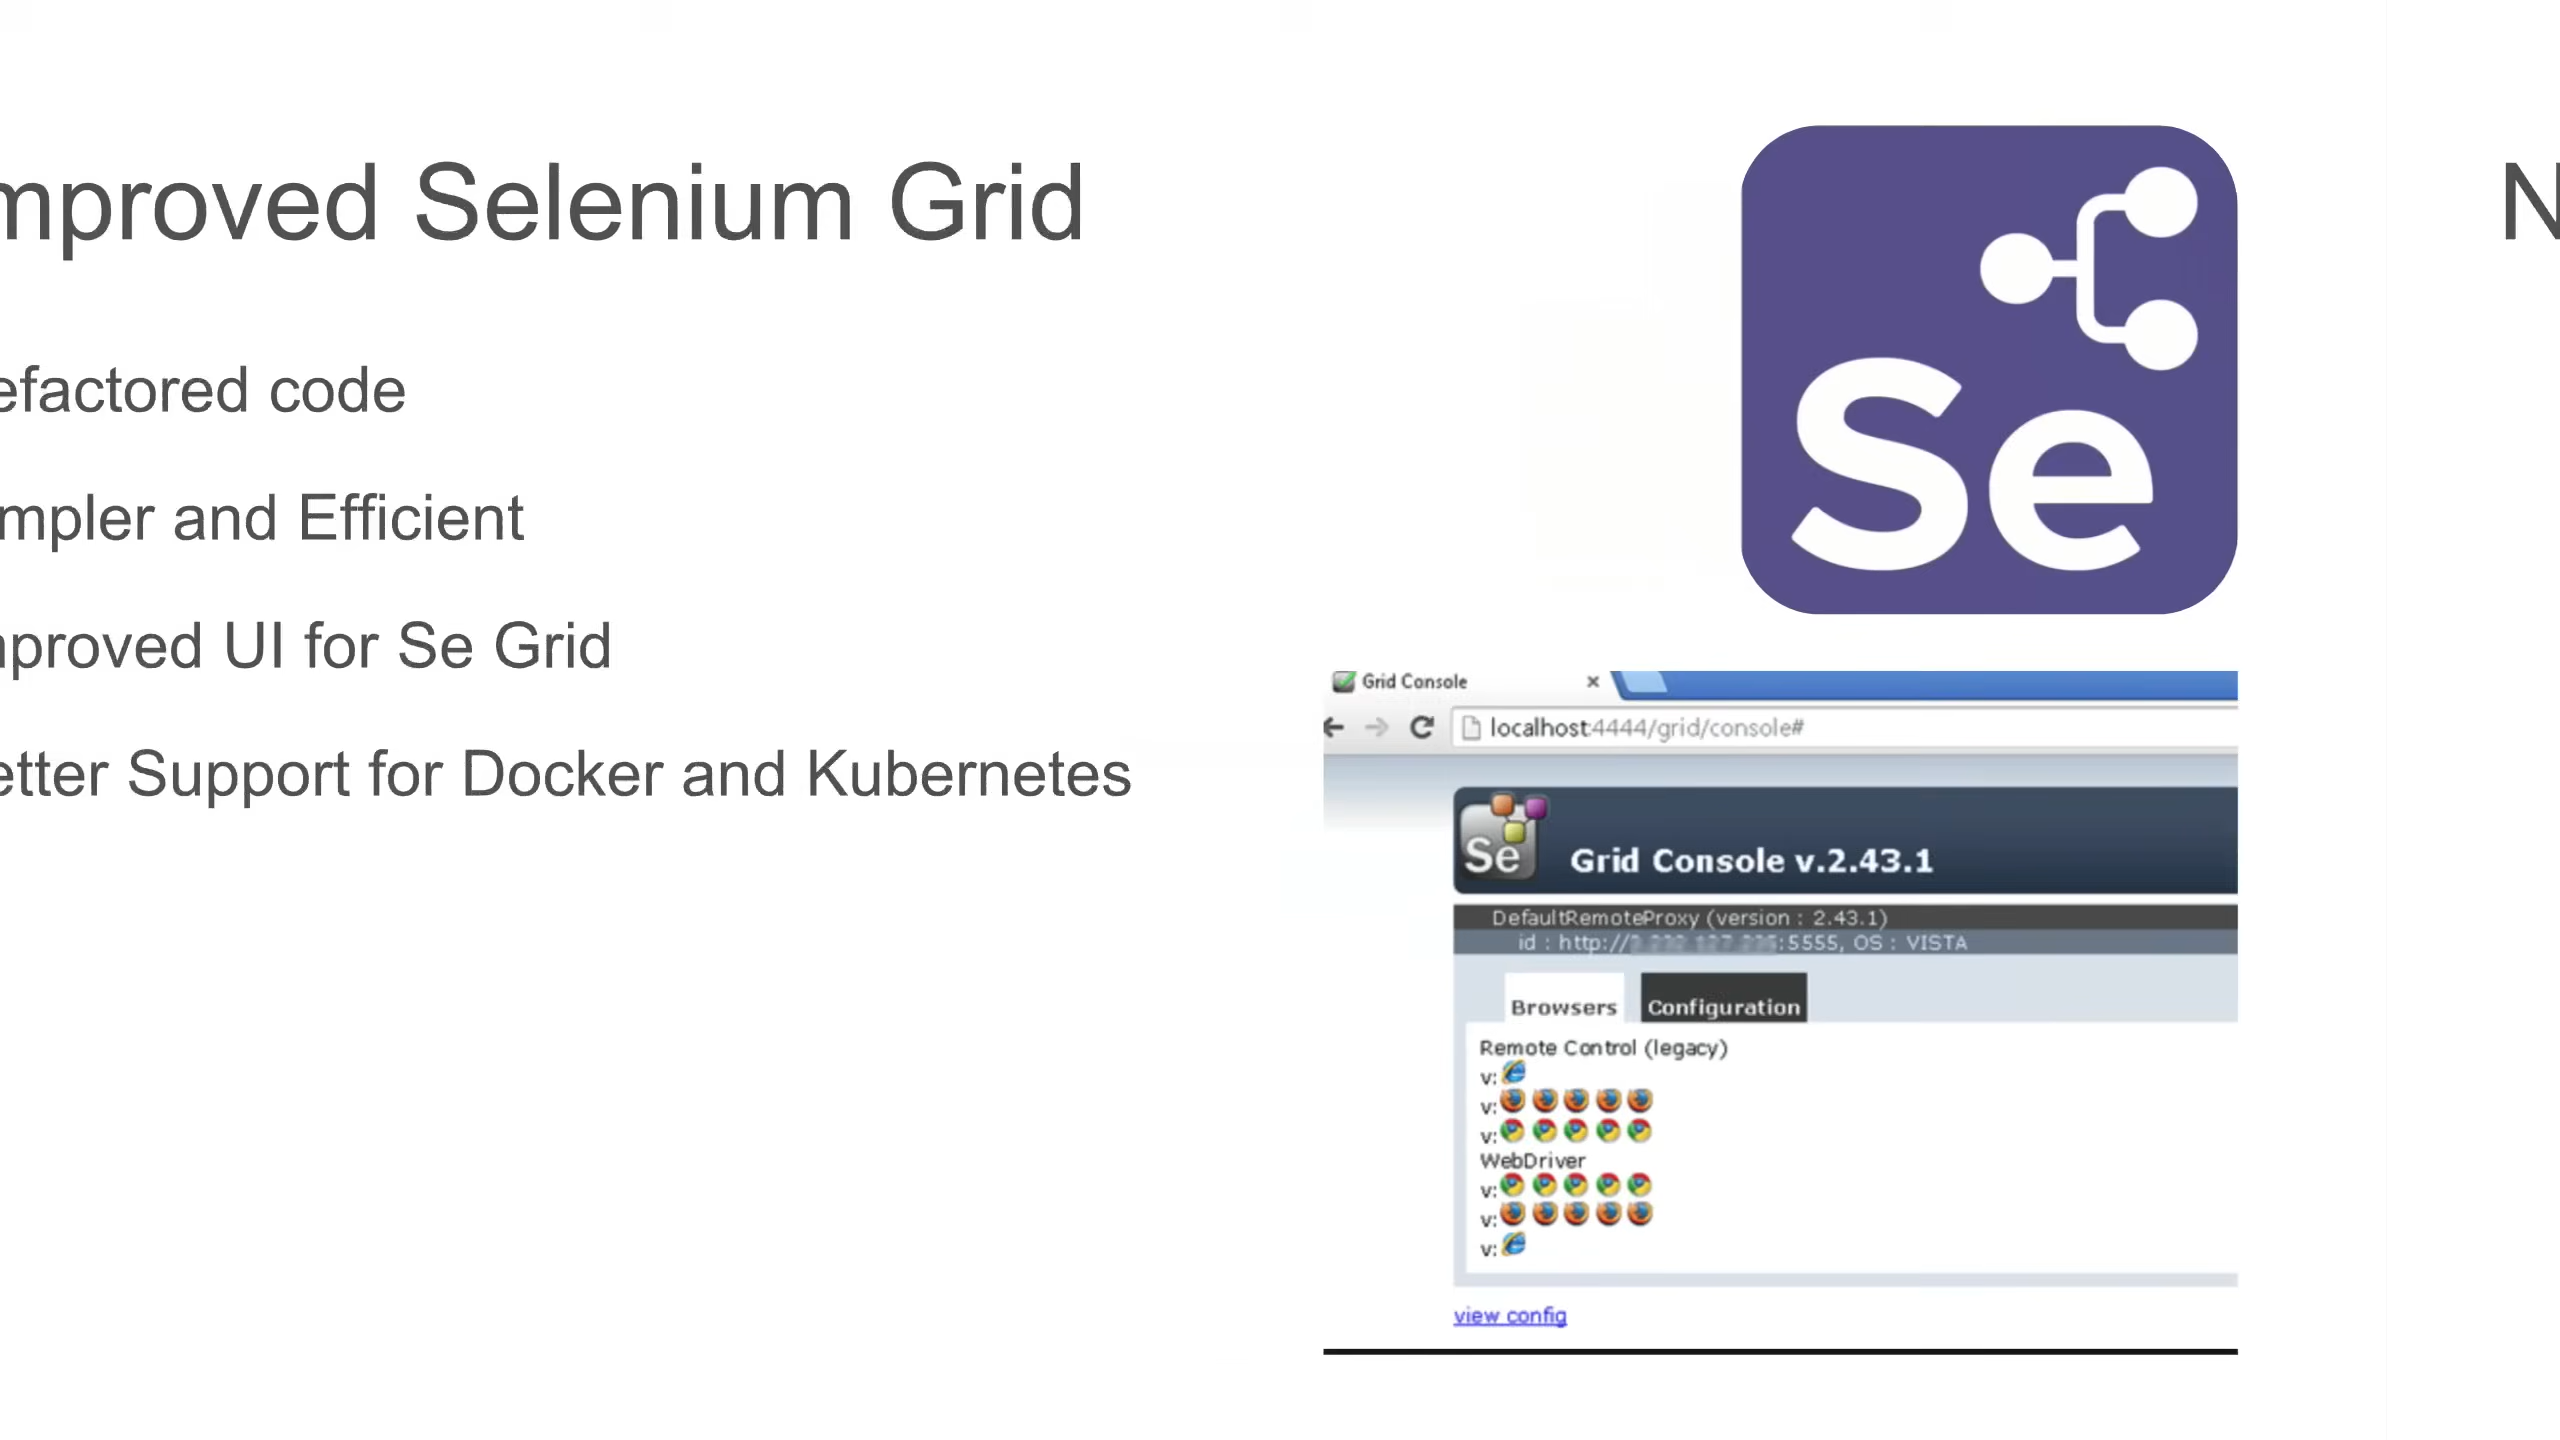 mproved Selenium Grid
N
efactored code
mpler and Efficient
proved UI for Se Grid
etter Support for Docker and Kubernetes
Se
Grid Console
localhost:4444/grid/console#
Se
Grid Console v.2.43.1
DefaultRemoteProxy (version : 2.43.1)
id : http:// :5555, OS : VISTA
Browsers Configuration
Remote Control (legacy)
v:
v:
v:
WebDriver
v:
v:
v:
view config